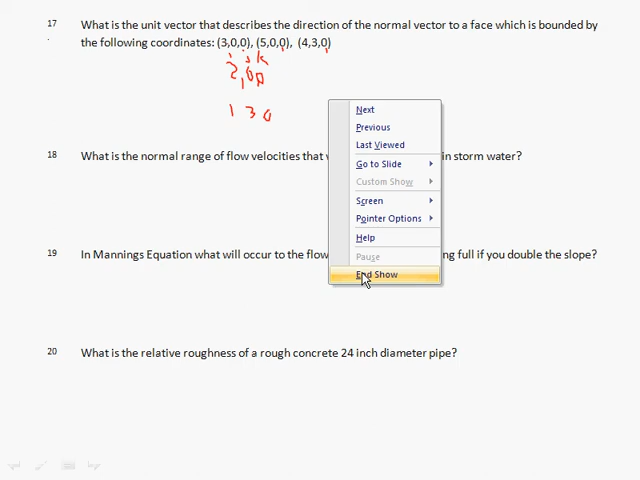 17 What is the unit vector that describes the direction of the normal vector to a face which is bounded by
the following coordinates: (3,0,0), (5,0,0), (4,3,0)
i j k
2,0,0
1 3 0
Next
Previous
Last Viewed
18 What is the normal range of flow velocities that in storm water?
Go to Slide
Custom Show
Screen
Pointer Options
Help
19 In Mannings Equation what will occur to the flow ng full if you double the slope?
Pause
End Show
20 What is the relative roughness of a rough concrete 24 inch diameter pipe?